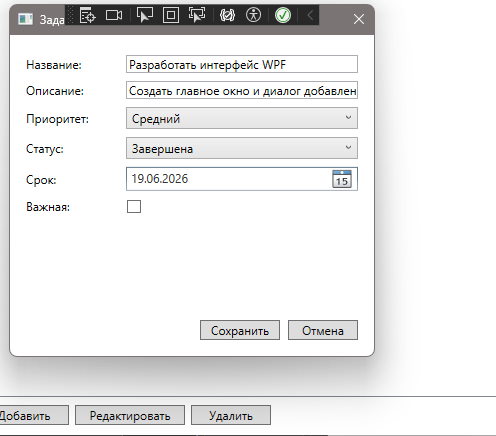 Зада
Название: Разработать интерфейс WPF
Описание: Создать главное окно и диалог добавлен
Приоритет: Средний
Статус: Завершена
Срок: 19.06.2026 15
Важная:
Сохранить Отмена
Добавить Редактировать Удалить